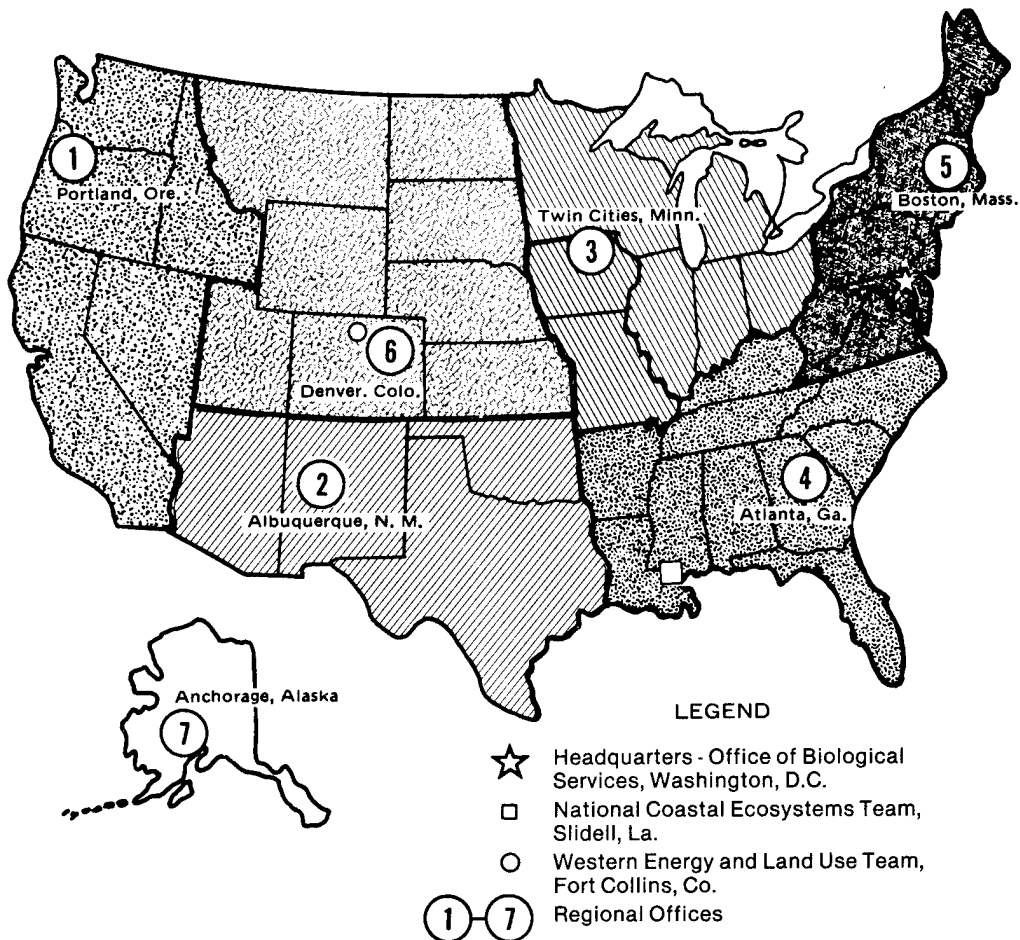 1
Portland, Ore.
5
Boston, Mass.
Twin Cities, Minn.
3
6
Denver. Colo.
2
Albuquerque, N. M.
4
Atlanta, Ga.
Anchorage, Alaska
7
LEGEND
Headquarters - Office of Biological
Services, Washington, D.C.
National Coastal Ecosystems Team,
Slidell, La.
Western Energy and Land Use Team,
Fort Collins, Co.
1 - 7 Regional Offices